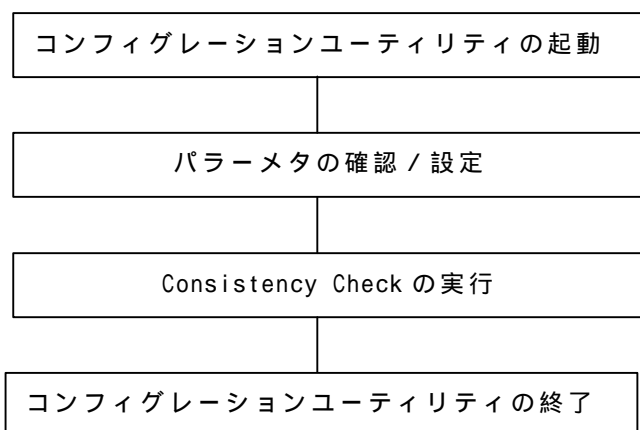 コンフィグレーションユーティリティの起動
パラーメタの確認／設定
Consistency Check の実行
コンフィグレーションユーティリティの終了